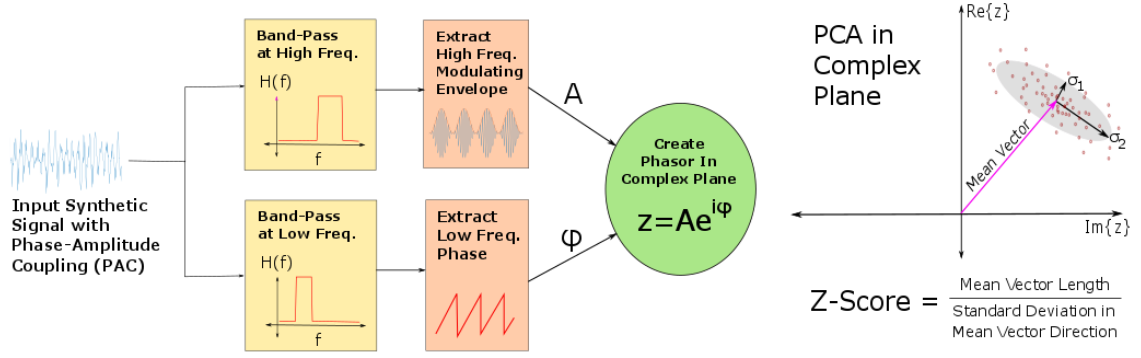 Input Synthetic
Signal with
Phase-Amplitude
Coupling (PAC)
Band-Pass
at High Freq.
H(f)
f
Extract
High Freq.
Modulating
Envelope
A
Band-Pass
at Low Freq.
H(f)
f
Extract
Low Freq.
Phase
φ
Create
Phasor In
Complex Plane
z=Ae^{iφ}
PCA in
Complex
Plane
Re{z}
σ1
σ2
Mean Vector
Im{z}
Z-Score =
Mean Vector Length
Standard Deviation in
Mean Vector Direction